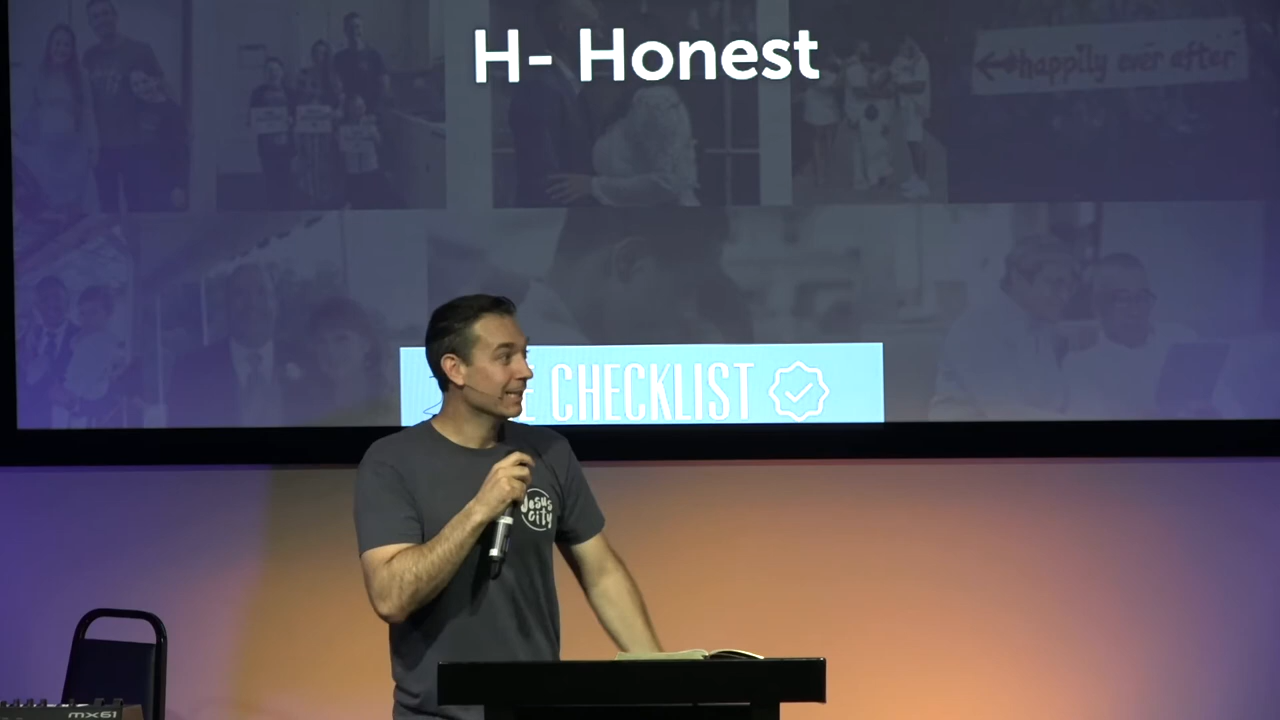 H- Honest
happily ever after
E CHECKLIST
Jesus
city
mx61